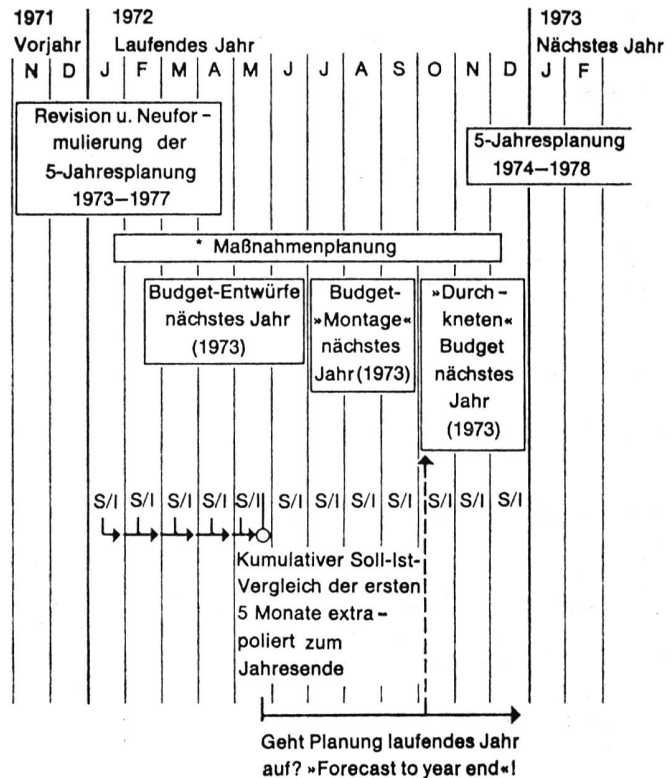 1971 1972 1973
Vorjahr Laufendes Jahr Nächstes Jahr
N D J F M A M J J A S O N D J F
Revision u. Neufor-
mulierung der
5-Jahresplanung
1973–1977
5-Jahresplanung
1974–1978
* Maßnahmenplanung
Budget-Entwürfe
nächstes Jahr
(1973)
Budget-
»Montage«
nächstes
Jahr (1973)
»Durch-
kneten«
Budget
nächstes
Jahr
(1973)
S/I S/I S/I S/I S/I S/I S/I S/I S/I S/I S/I S/I
Kumulativer Soll-Ist-
Vergleich der ersten
5 Monate extra-
poliert zum
Jahresende
Geht Planung laufendes Jahr
auf? »Forecast to year end«!